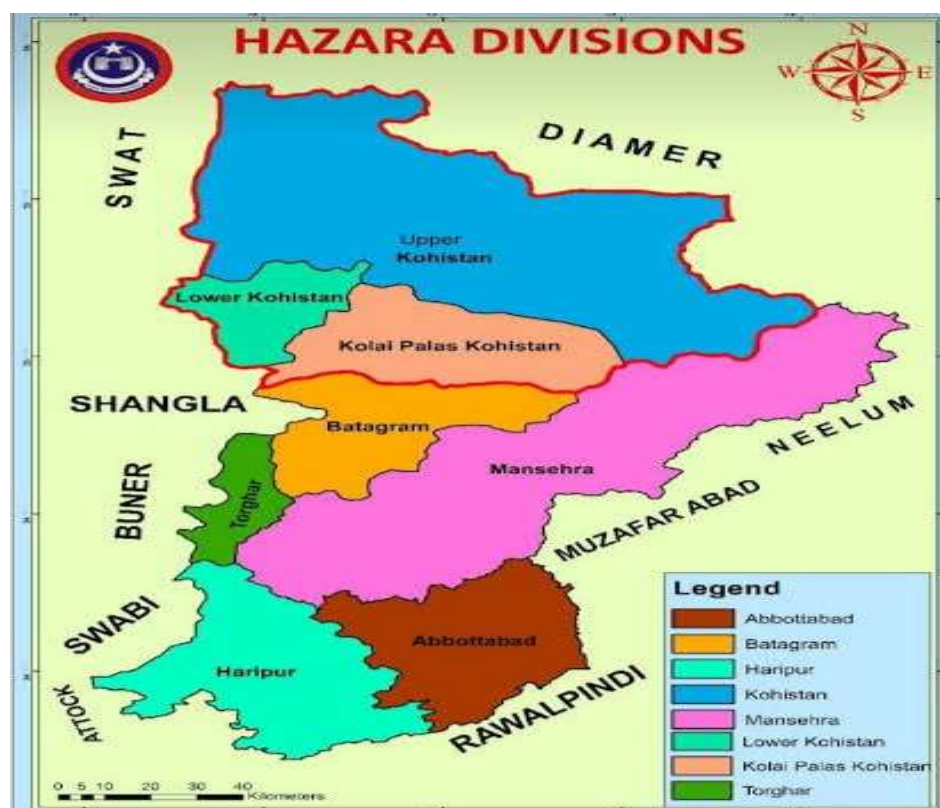 HAZARA DIVISIONS
N
W E
S
SWAT
DIAMER
Upper
Kohistan
Lower Kohistan
Kolai Palas Kohistan
SHANGLA
Batagram
NEELUM
Mansehra
BUNER
Torghar
MUZAFAR ABAD
SWABI
Abbottabad
Haripur
ATTOCK
RAWALPINDI
Legend
Abbottabad
Batagram
Haripur
Kohistan
Mansehra
Lower Kohistan
Kolai Palas Kohistan
Torghar
0 5 10 20 30 40
Kilometers